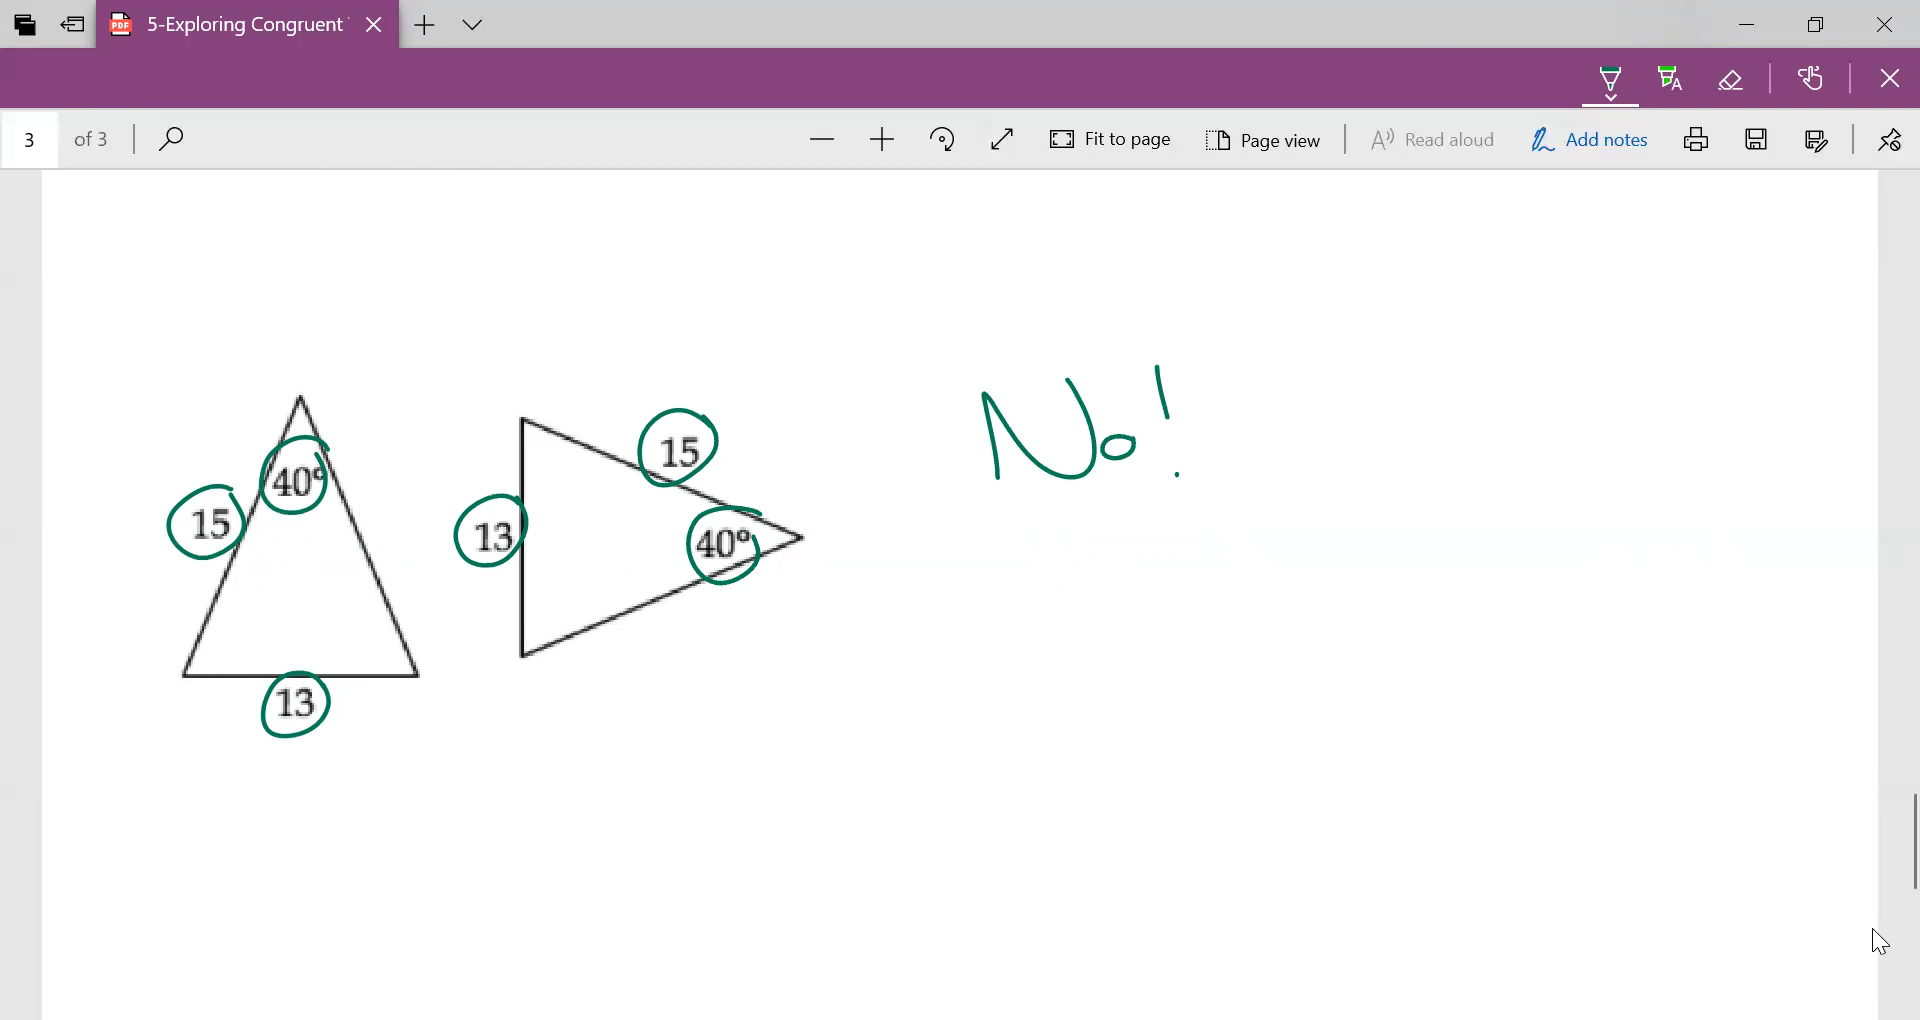 5-Exploring Congruent
3 of 3
Fit to page
Page view
Read aloud
Add notes
No!
15
40°
13
15
13
40°